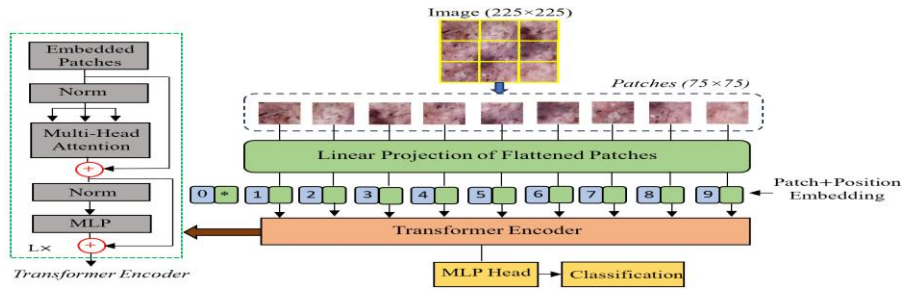 Image (225×225)
Patches (75×75)
Embedded
Patches
Norm
Multi-Head
Attention
+
Norm
MLP
+
L×
Transformer Encoder
Linear Projection of Flattened Patches
0 * 1 2 3 4 5 6 7 8 9
Patch+Position
Embedding
Transformer Encoder
MLP Head
Classification